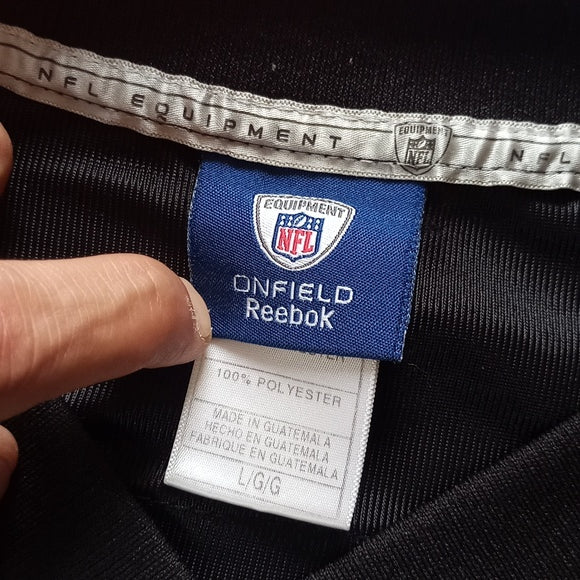 NFL EQUIPMENT
EQUIPMENT
NFL
NFL
EQUIPMENT
NFL
ONFIELD
Reebok
100% POLYESTER
MADE IN GUATEMALA
HECHO EN GUATEMALA
FABRIQUE EN GUATEMALA
L/G/G